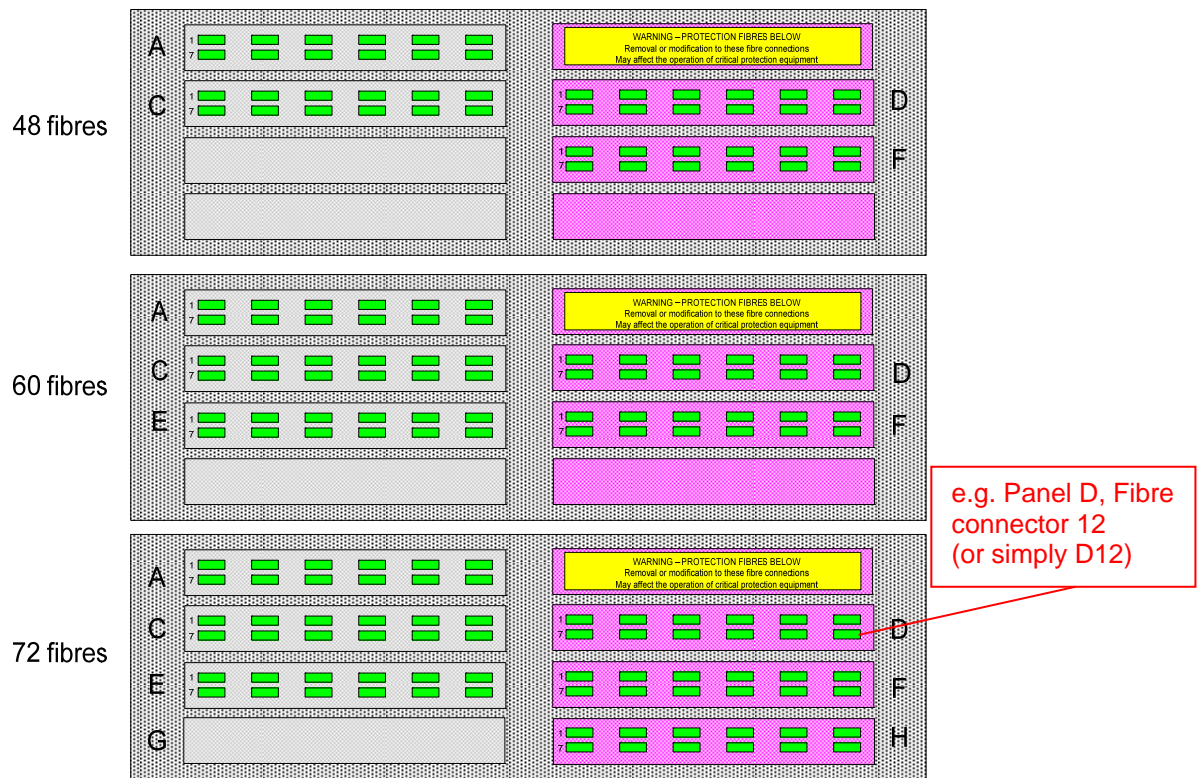 48 fibres
A
1
7
C
1
7
WARNING – PROTECTION FIBRES BELOW
Removal or modification to these fibre connections
May affect the operation of critical protection equipment
1
7
D
1
7
F
60 fibres
A
1
7
C
1
7
E
1
7
WARNING – PROTECTION FIBRES BELOW
Removal or modification to these fibre connections
May affect the operation of critical protection equipment
1
7
D
1
7
F
72 fibres
A
1
7
C
1
7
E
1
7
G
WARNING – PROTECTION FIBRES BELOW
Removal or modification to these fibre connections
May affect the operation of critical protection equipment
1
7
D
1
7
F
1
7
H
e.g. Panel D, Fibre
connector 12
(or simply D12)